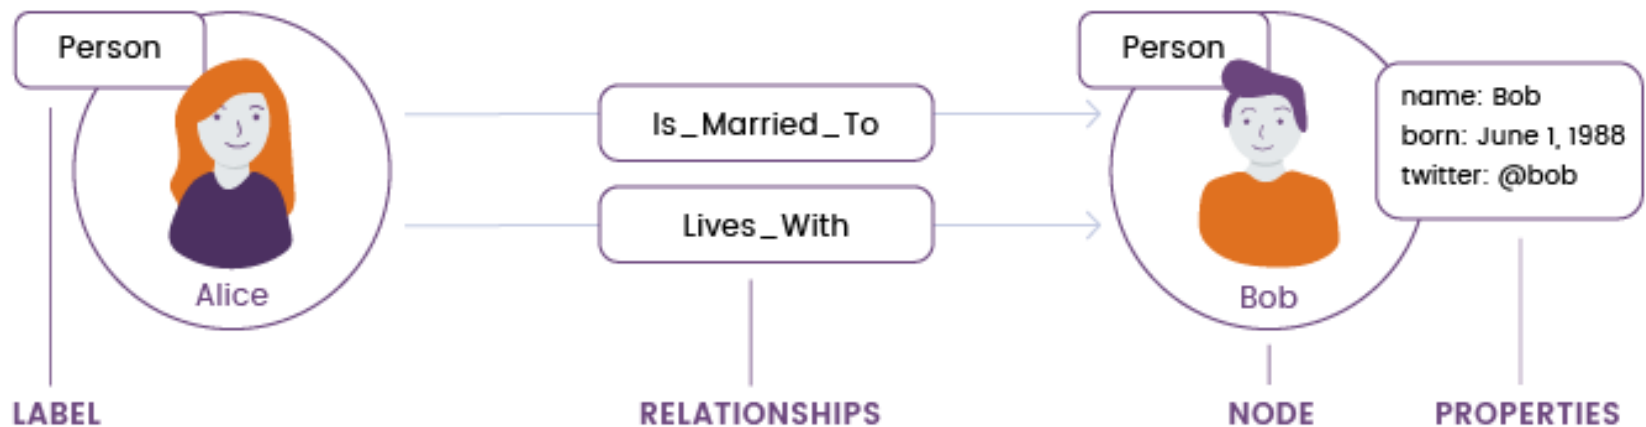 Person
Alice
Is_Married_To
Lives_With
Person
Bob
name: Bob
born: June 1, 1988
twitter: @bob
LABEL
RELATIONSHIPS
NODE
PROPERTIES